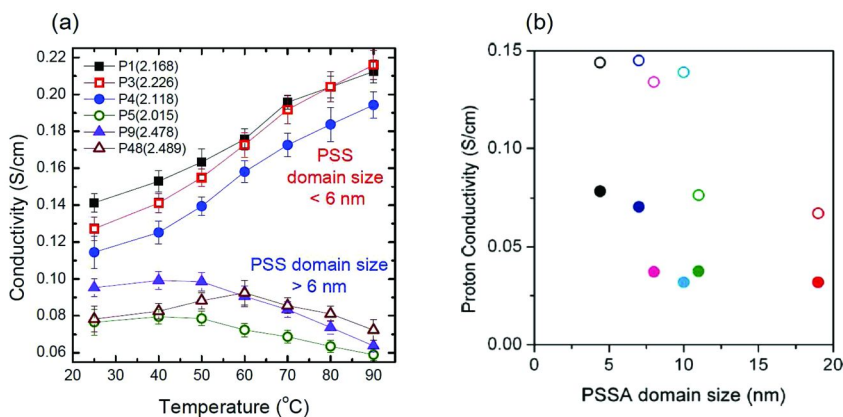 (a)
Conductivity (S/cm)
0.22
0.20
0.18
0.16
0.14
0.12
0.10
0.08
0.06
P1(2.168)
P3(2.226)
P4(2.118)
P5(2.015)
P9(2.478)
P48(2.489)
PSS
domain size
< 6 nm
PSS domain size
> 6 nm
20 30 40 50 60 70 80 90
Temperature (°C)
(b)
Proton Conductivity (S/cm)
0.15
0.10
0.05
0.00
0 5 10 15 20
PSSA domain size (nm)